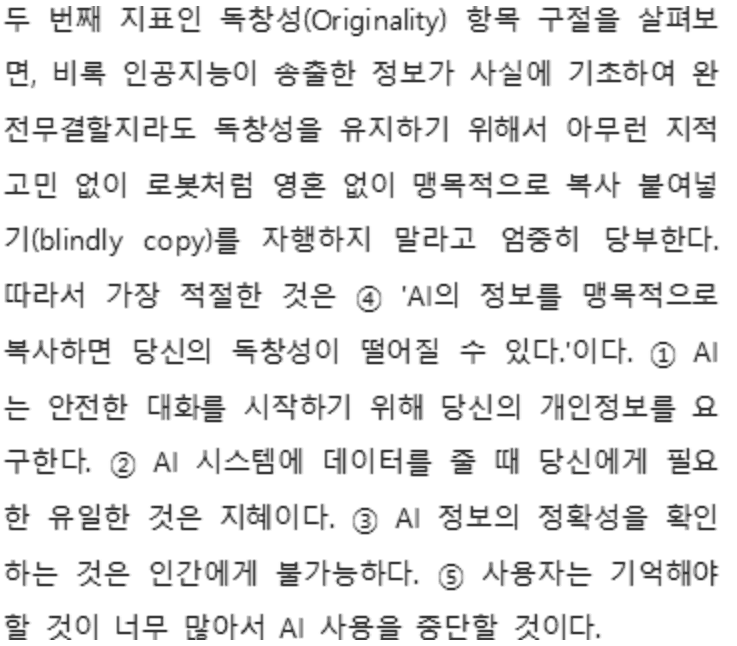 두 번째 지표인 독창성(Originality) 항목 구절을 살펴보
면, 비록 인공지능이 송출한 정보가 사실에 기초하여 완
전무결할지라도 독창성을 유지하기 위해서 아무런 지적
고민 없이 로봇처럼 영혼 없이 맹목적으로 복사 붙여넣
기(blindly copy)를 자행하지 말라고 엄중히 당부한다.
따라서 가장 적절한 것은 ④ 'AI의 정보를 맹목적으로
복사하면 당신의 독창성이 떨어질 수 있다.'이다. ① AI
는 안전한 대화를 시작하기 위해 당신의 개인정보를 요
구한다. ② AI 시스템에 데이터를 줄 때 당신에게 필요
한 유일한 것은 지혜이다. ③ AI 정보의 정확성을 확인
하는 것은 인간에게 불가능하다. ⑤ 사용자는 기억해야
할 것이 너무 많아서 AI 사용을 중단할 것이다.